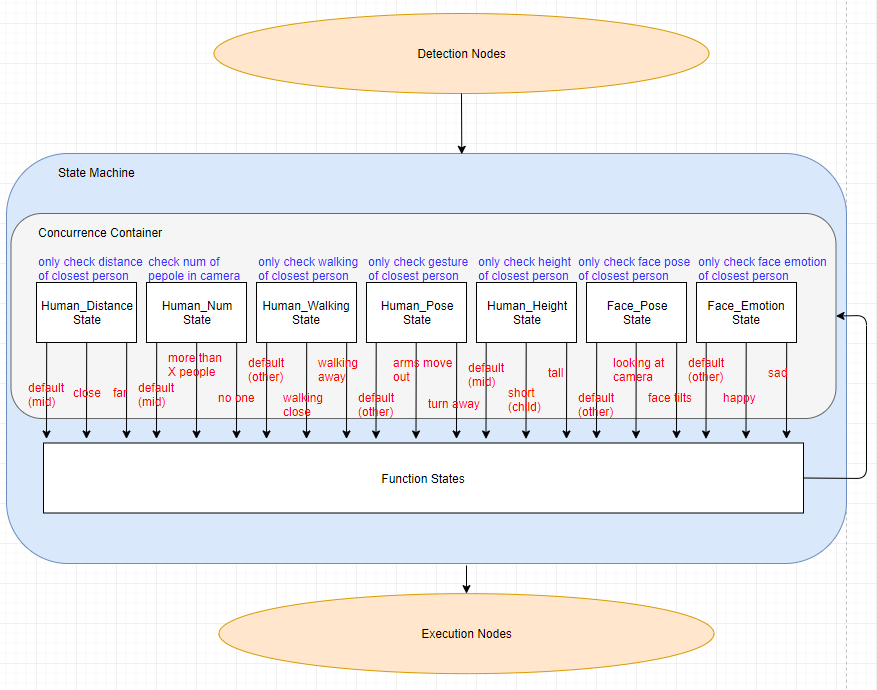 Detection Nodes
State Machine
Concurrence Container
only check distance
of closest person
check num of
pepole in camera
only check walking
of closest person
only check gesture
of closest person
only check height
of closest person
only check face pose
of closest person
only check face emotion
of closest person
Human_Distance
State
Human_Num
State
Human_Walking
State
Human_Pose
State
Human_Height
State
Face_Pose
State
Face_Emotion
State
default
(mid)
close
far
default
(mid)
more than
X people
no one
default
(other)
walking
close
walking
away
default
(other)
arms move
out
turn away
default
(mid)
short
(child)
tall
default
(other)
looking at
camera
face tilts
default
(other)
happy
sad
Function States
Execution Nodes